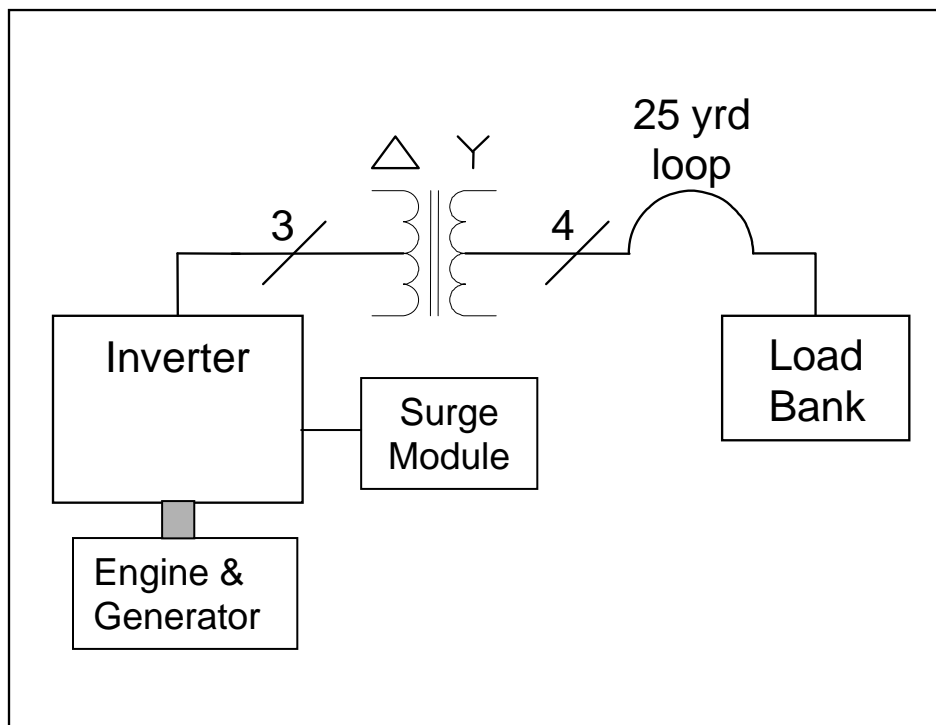 25 yrd
loop
3
4
Inverter
Surge
Module
Load
Bank
Engine &
Generator